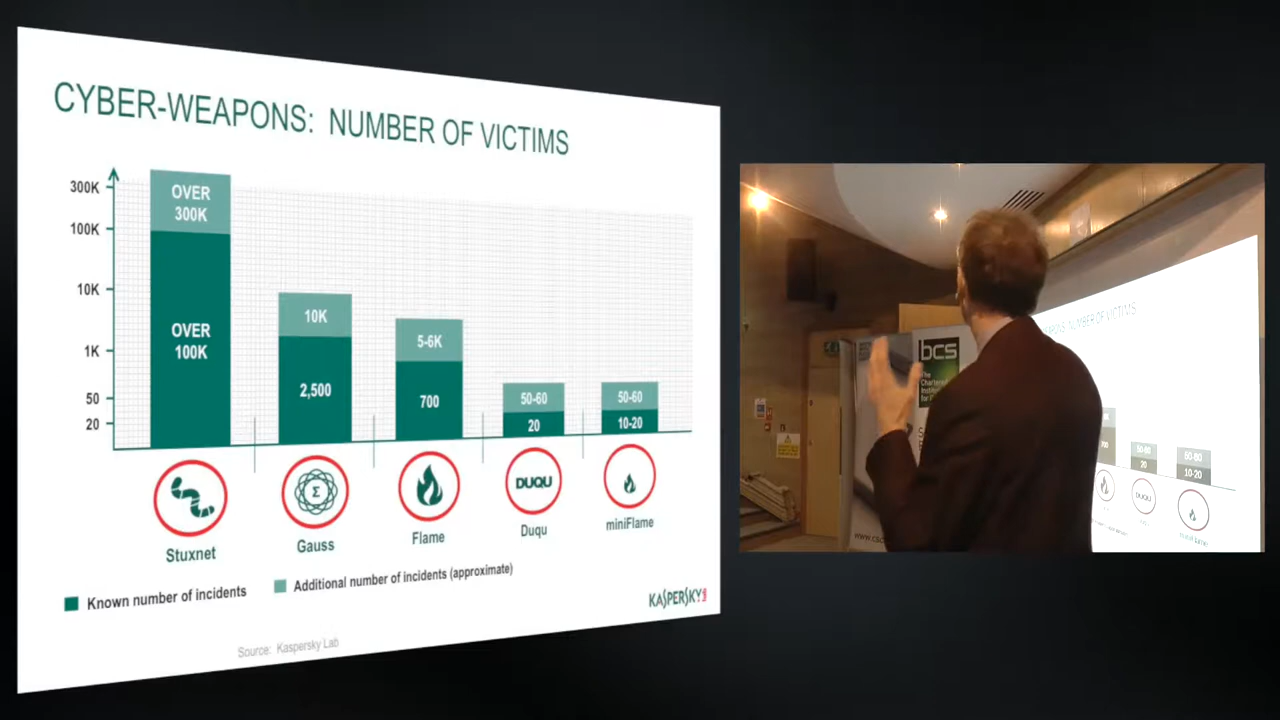 CYBER-WEAPONS: NUMBER OF VICTIMS
300K
100K
10K
1K
50
20
OVER
300K
OVER
100K
10K
2,500
5-6K
700
50-60
20
50-60
10-20
Σ
DUQU
Stuxnet
Gauss
Flame
Duqu
miniFlame
Known number of incidents
Additional number of incidents (approximate)
KASPERSKY lab
Source: Kaspersky Lab
bcs
The
Chartered
Institute
for
NUMBER OF VICTIMS
700
50-60
20
50-60
10-20
DUQU